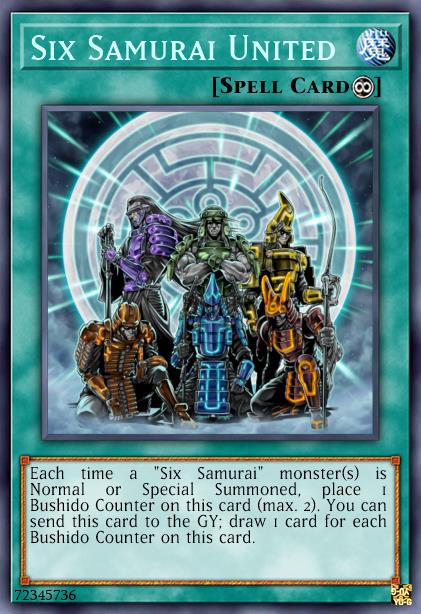 Six Samurai United
[Spell Card]
Each time a "Six Samurai" monster(s) is
Normal or Special Summoned, place 1
Bushido Counter on this card (max. 2). You can
send this card to the GY; draw 1 card for each
Bushido Counter on this card.
72345736